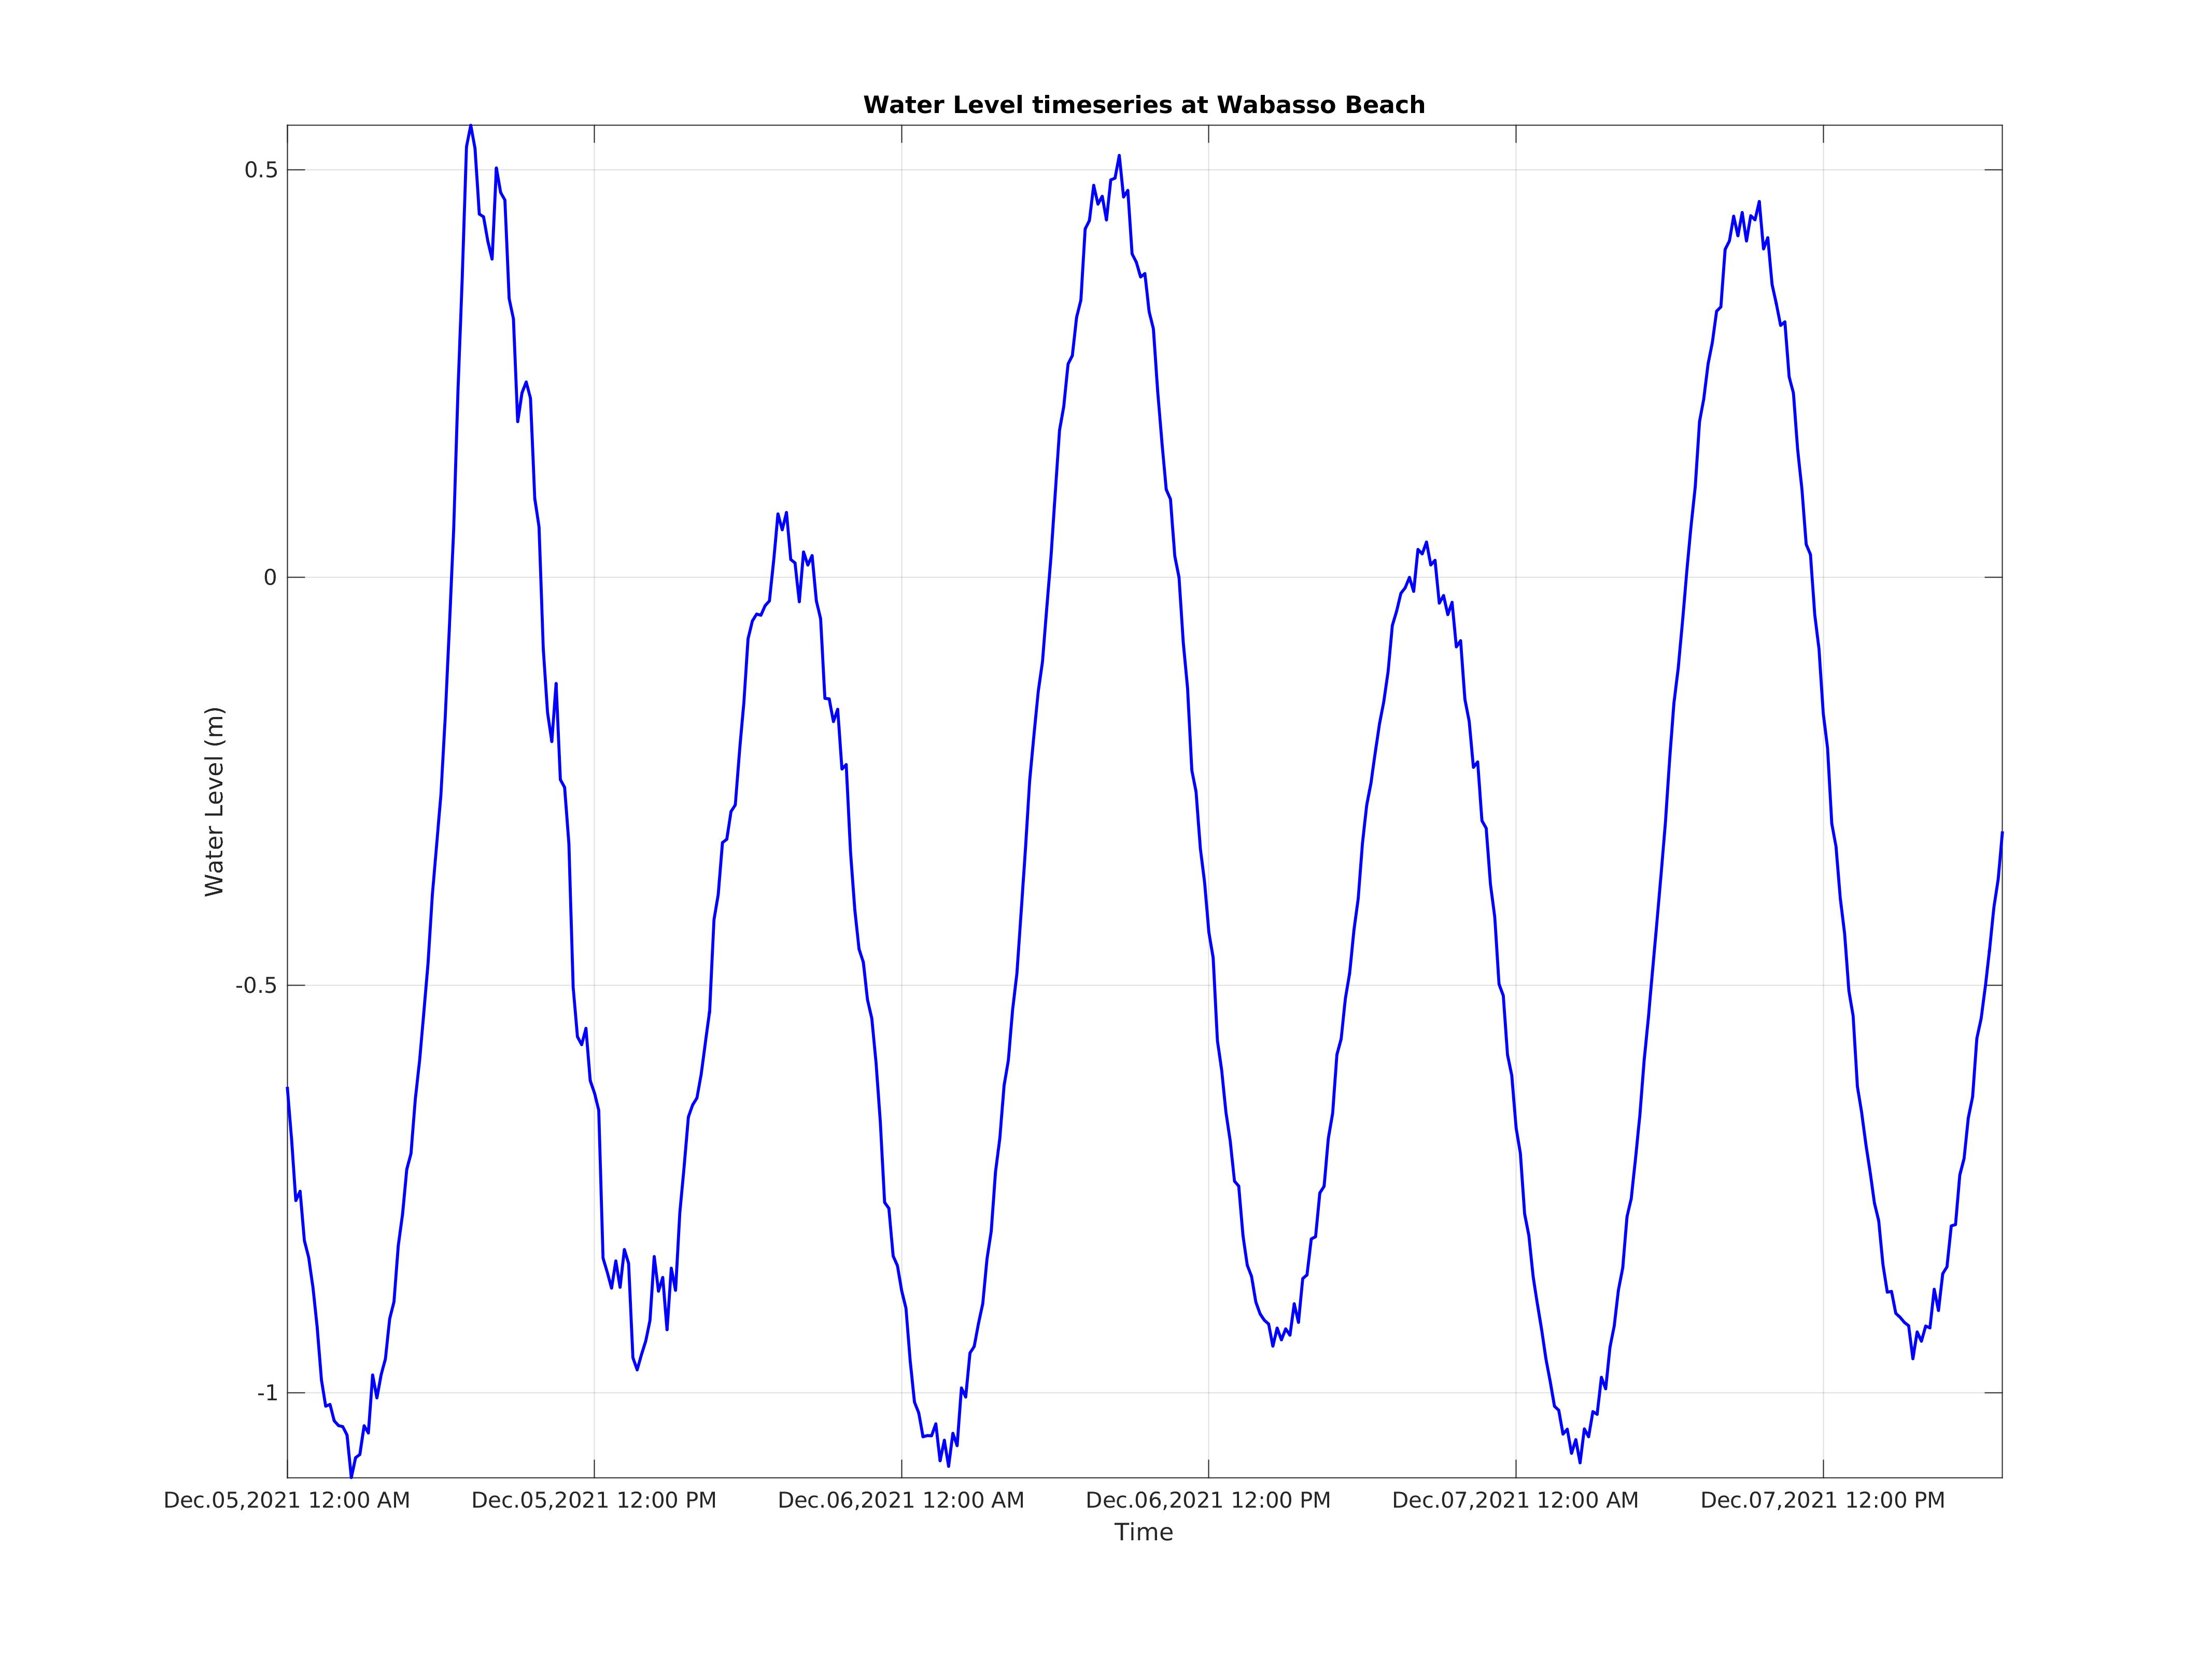 Water Level timeseries at Wabasso Beach
0.5
0
-0.5
-1
Water Level (m)
Dec.05,2021 12:00 AM Dec.05,2021 12:00 PM Dec.06,2021 12:00 AM Dec.06,2021 12:00 PM Dec.07,2021 12:00 AM Dec.07,2021 12:00 PM
Time